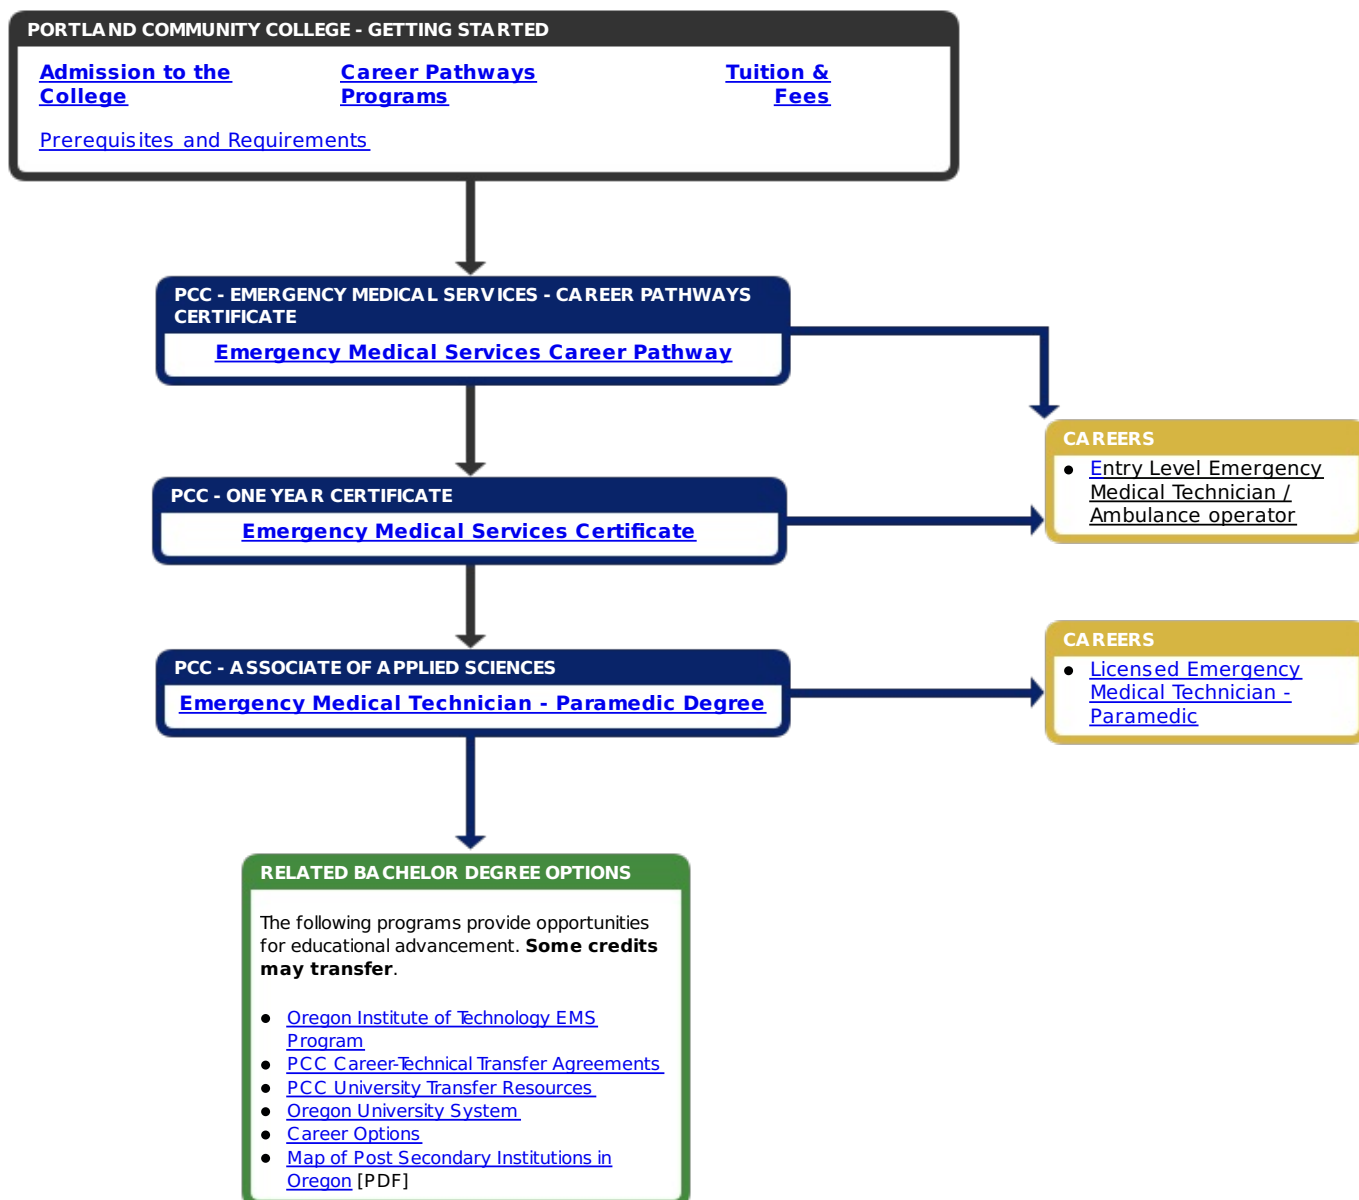 PORTLAND COMMUNITY COLLEGE - GETTING STARTED
Admission to the
College
Career Pathways
Programs
Tuition &
Fees
Prerequisites and Requirements
PCC - EMERGENCY MEDICAL SERVICES - CAREER PATHWAYS
CERTIFICATE
Emergency Medical Services Career Pathway
CAREERS
● Entry Level Emergency
Medical Technician /
Ambulance operator
PCC - ONE YEAR CERTIFICATE
Emergency Medical Services Certificate
PCC - ASSOCIATE OF APPLIED SCIENCES
Emergency Medical Technician - Paramedic Degree
CAREERS
● Licensed Emergency
Medical Technician -
Paramedic
RELATED BACHELOR DEGREE OPTIONS
The following programs provide opportunities
for educational advancement. Some credits
may transfer.
● Oregon Institute of Technology EMS
Program
● PCC Career-Technical Transfer Agreements
● PCC University Transfer Resources
● Oregon University System
● Career Options
● Map of Post Secondary Institutions in
Oregon [PDF]